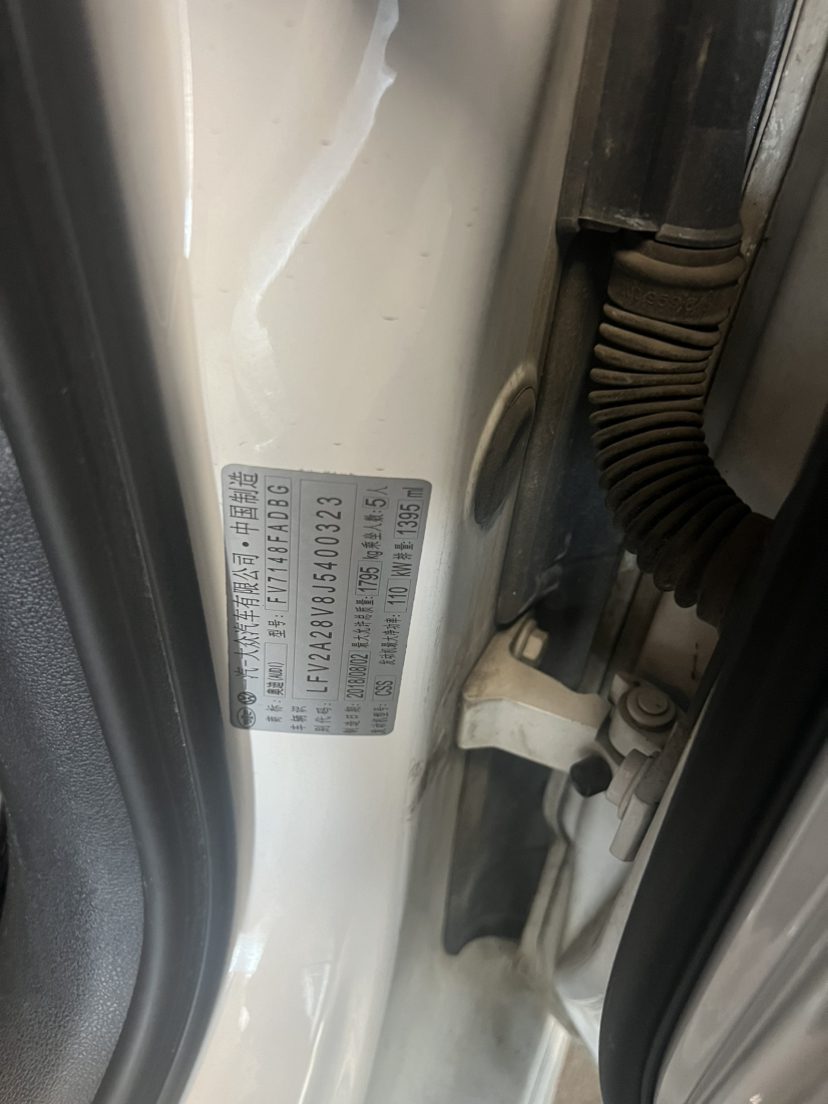 一汽-大众汽车有限公司·中国制造
商标: 奥迪(AUDI) 型号: FV7148FADBG
车辆识别代码: LFV2A28V8J5400323
制造日期: 2018/08/02 最大允许总质量: 1795 kg 乘坐人数: 5 人
发动机型号: CSS 发动机最大净功率: 110 kW 排量: 1395 ml